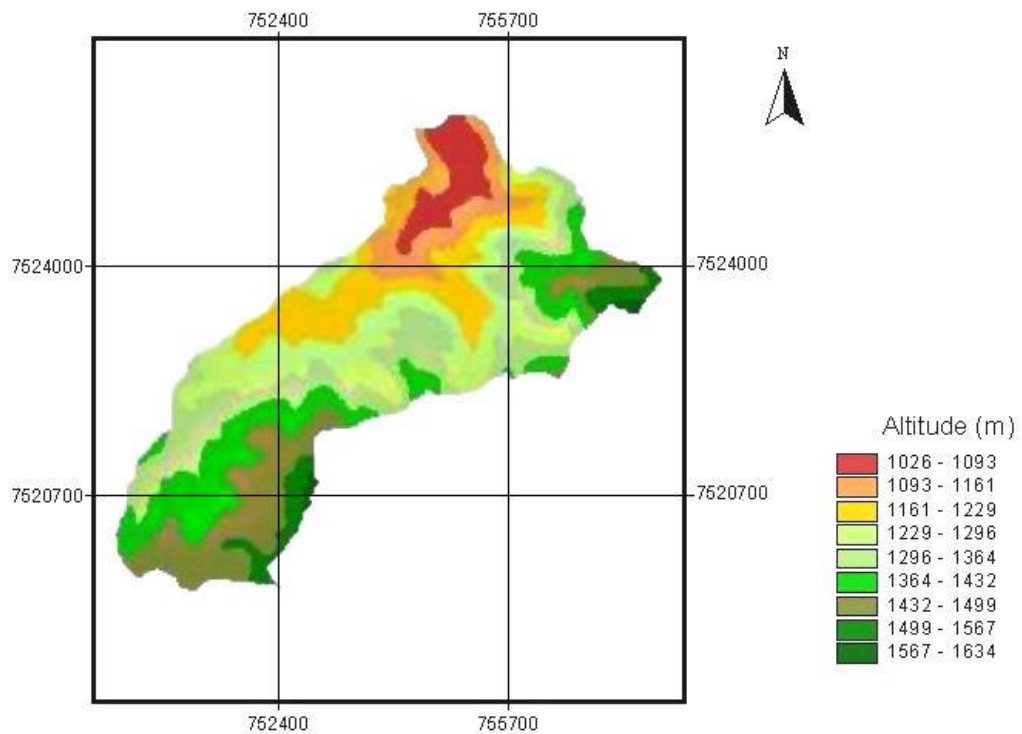 752400 755700
N
7524000 7524000
Altitude (m)
1026 - 1093
1093 - 1161
1161 - 1229
1229 - 1296
1296 - 1364
1364 - 1432
1432 - 1499
1499 - 1567
1567 - 1634
7520700 7520700
752400 755700